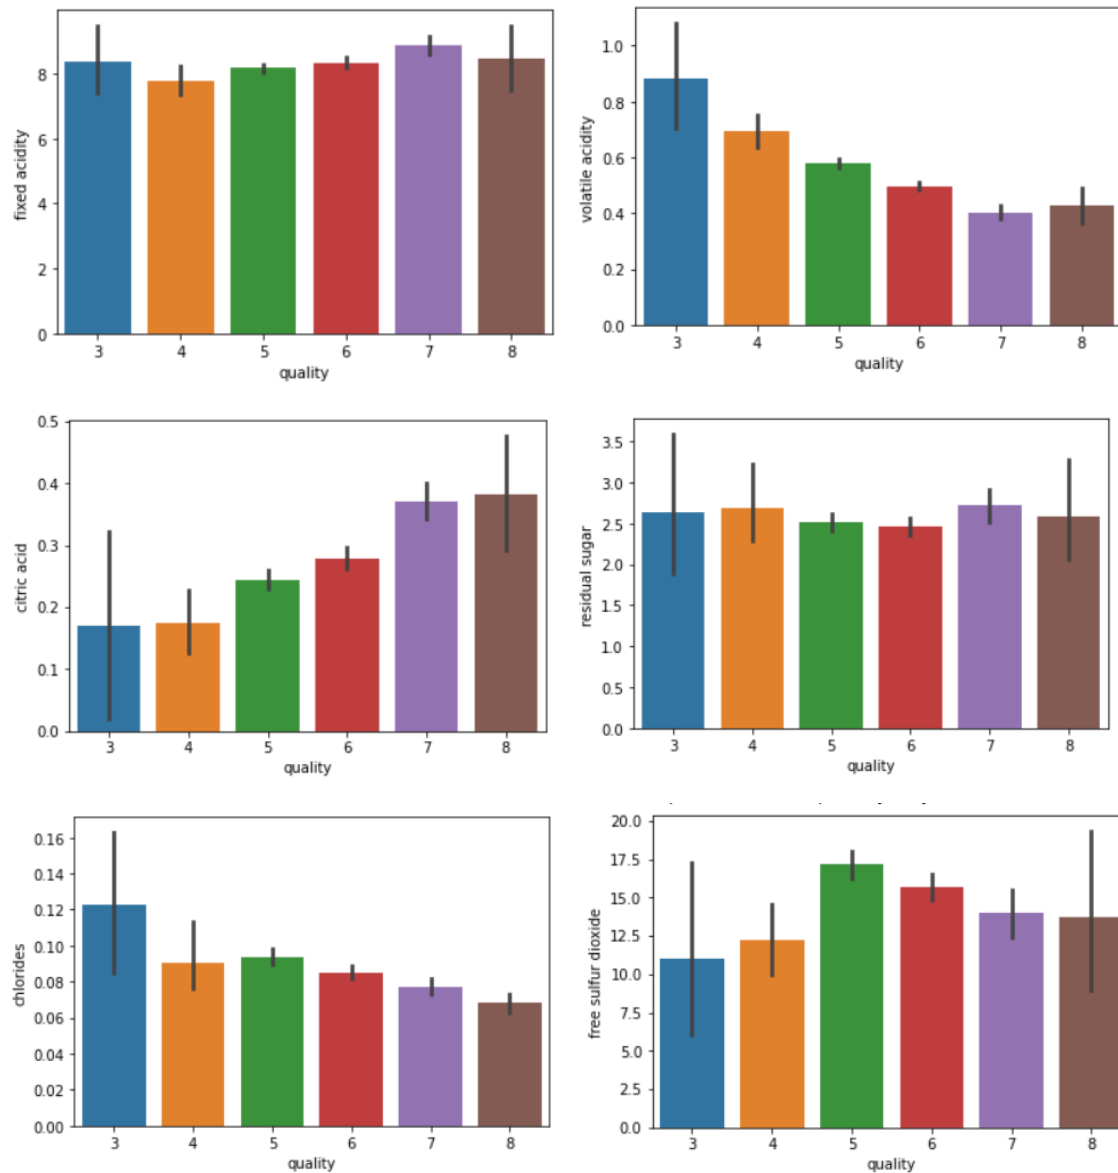 8
6
4
2
0
fixed acidity
3 4 5 6 7 8
quality
1.0
0.8
0.6
0.4
0.2
0.0
volatile acidity
3 4 5 6 7 8
quality
0.5
0.4
0.3
0.2
0.1
0.0
citric acid
3 4 5 6 7 8
quality
3.5
3.0
2.5
2.0
1.5
1.0
0.5
0.0
residual sugar
3 4 5 6 7 8
quality
0.16
0.14
0.12
0.10
0.08
0.06
0.04
0.02
0.00
chlorides
3 4 5 6 7 8
quality
20.0
17.5
15.0
12.5
10.0
7.5
5.0
2.5
0.0
free sulfur dioxide
3 4 5 6 7 8
quality